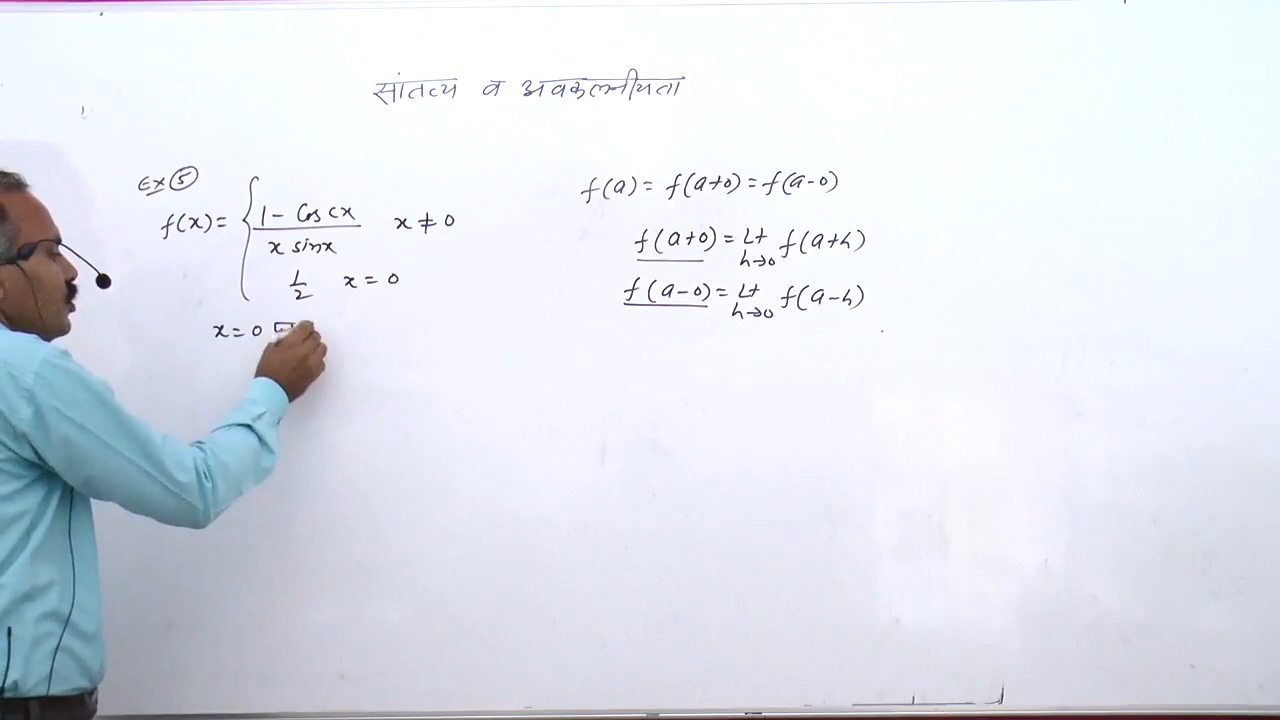 सांतत्य व अवकलनीयता
Ex 5
f(x) = { 1 - Cos cx / x sinx x ≠ 0
1/2 x = 0
x = 0
f(a) = f(a+0) = f(a-0)
f(a+0) = Lt h→0 f(a+h)
f(a-0) = Lt h→0 f(a-h)